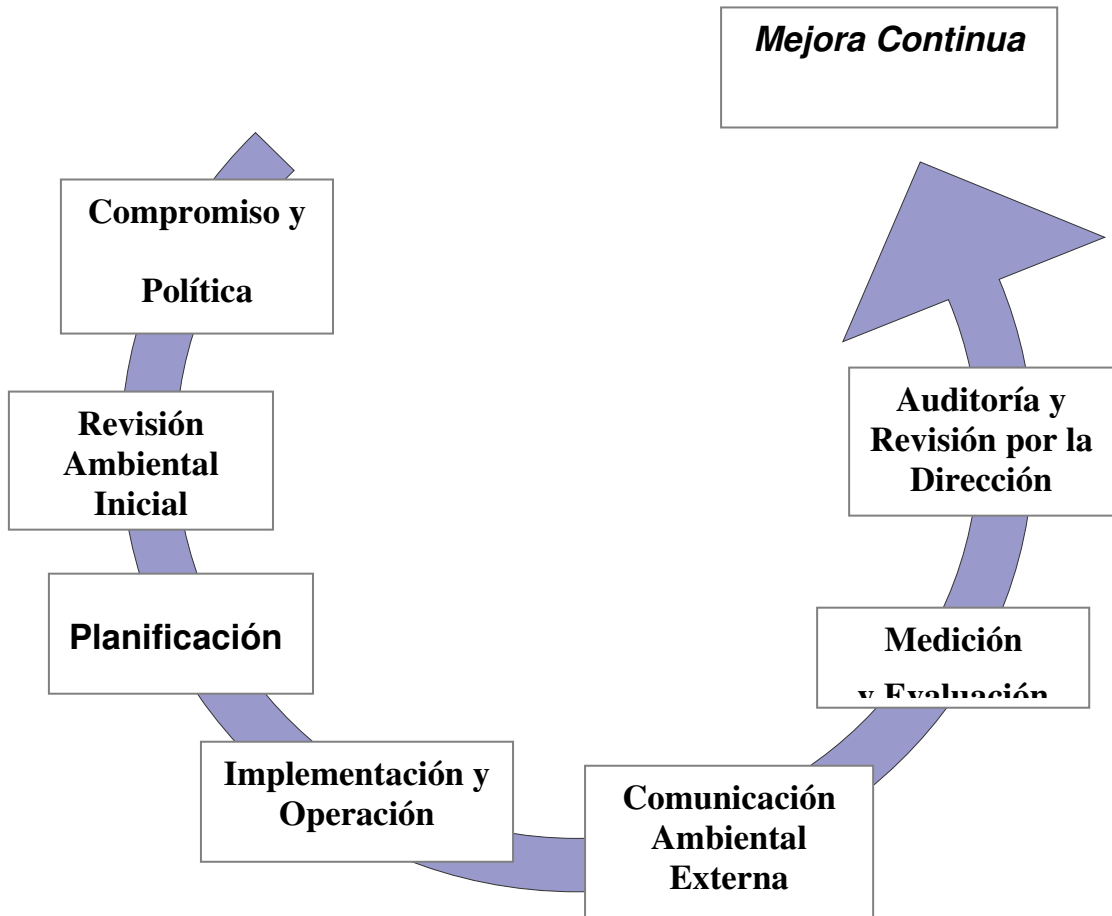 Mejora Continua
Compromiso y
Política
Revisión
Ambiental
Inicial
Planificación
Implementación y
Operación
Comunicación
Ambiental
Externa
Medición
y Evaluación
Auditoría y
Revisión por la
Dirección